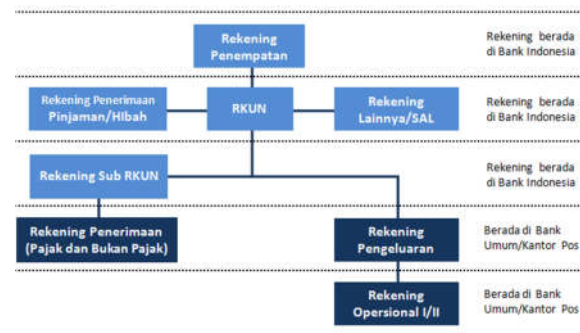 Rekening
Penempatan
Rekening berada
di Bank Indonesia
Rekening Penerimaan
Pinjaman/HIbah
RKUN
Rekening
Lainnya/SAL
Rekening berada
di Bank Indonesia
Rekening Sub RKUN
Rekening berada
di Bank Indonesia
Rekening Penerimaan
(Pajak dan Bukan Pajak)
Rekening
Pengeluaran
Berada di Bank
Umum/Kantor Pos
Rekening
Opersional I/II
Berada di Bank
Umum/Kantor Pos